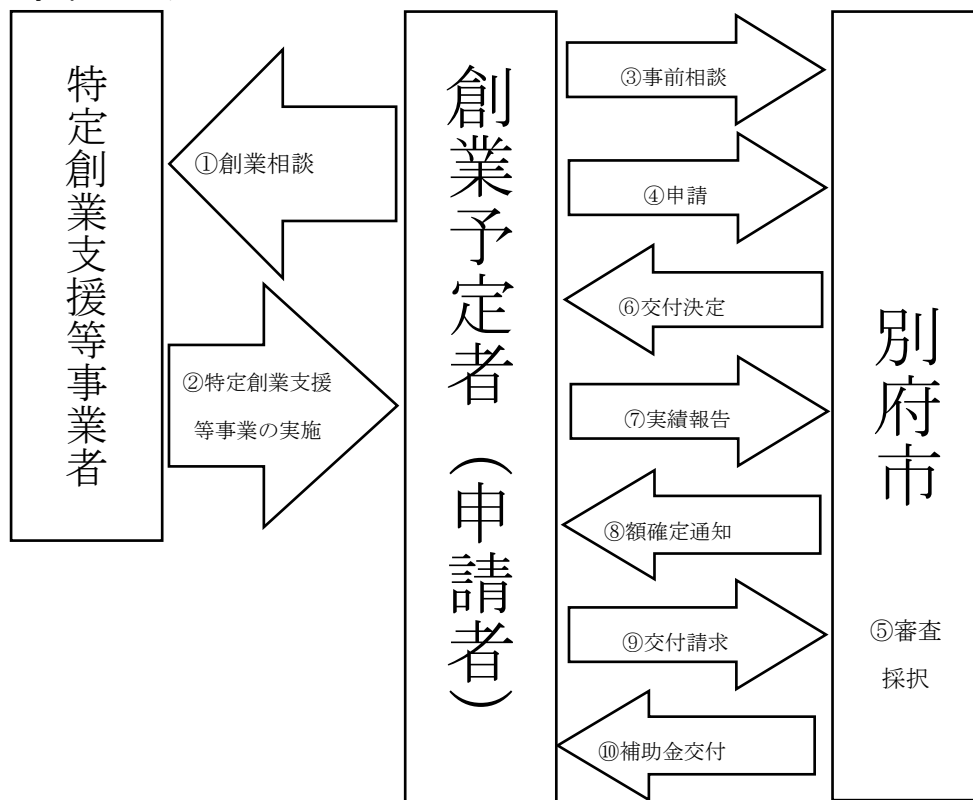 特定創業支援等事業者
①創業相談
②特定創業支援
等事業の実施
創業予定者（申請者）
③事前相談
④申請
⑥交付決定
⑦実績報告
⑧額確定通知
⑨交付請求
⑩補助金交付
別府市
⑤審査
採択